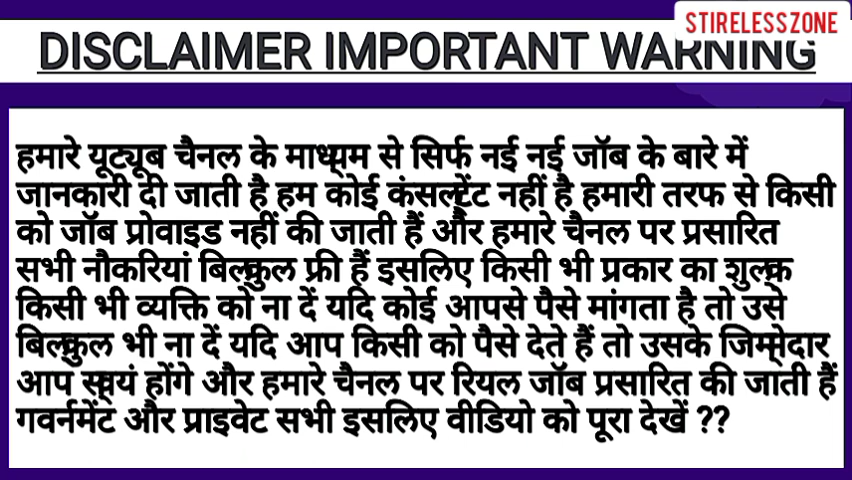 STIRELESSZONE
DISCLAIMER IMPORTANT WARNING
हमारे यूट्यूब चैनल के माध्यम से सिर्फ नई नई जॉब के बारे में
जानकारी दी जाती है हम कोई कंसल्टेंट नहीं है हमारी तरफ से किसी
को जॉब प्रोवाइड नहीं की जाती हैं और हमारे चैनल पर प्रसारित
सभी नौकरियां बिल्कुल फ्री हैं इसलिए किसी भी प्रकार का शुल्क
किसी भी व्यक्ति को ना दें यदि कोई आपसे पैसे मांगता है तो उसे
बिल्कुल भी ना दें यदि आप किसी को पैसे देते हैं तो उसके जिम्मेदार
आप स्वयं होंगे और हमारे चैनल पर रियल जॉब प्रसारित की जाती हैं
गवर्नमेंट और प्राइवेट सभी इसलिए वीडियो को पूरा देखें ??